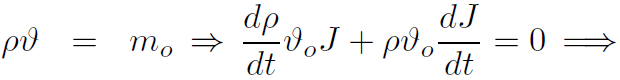 ρϑ = m_o ⇒ dρ/dt ϑ_o J + ρϑ_o dJ/dt = 0 ⟹